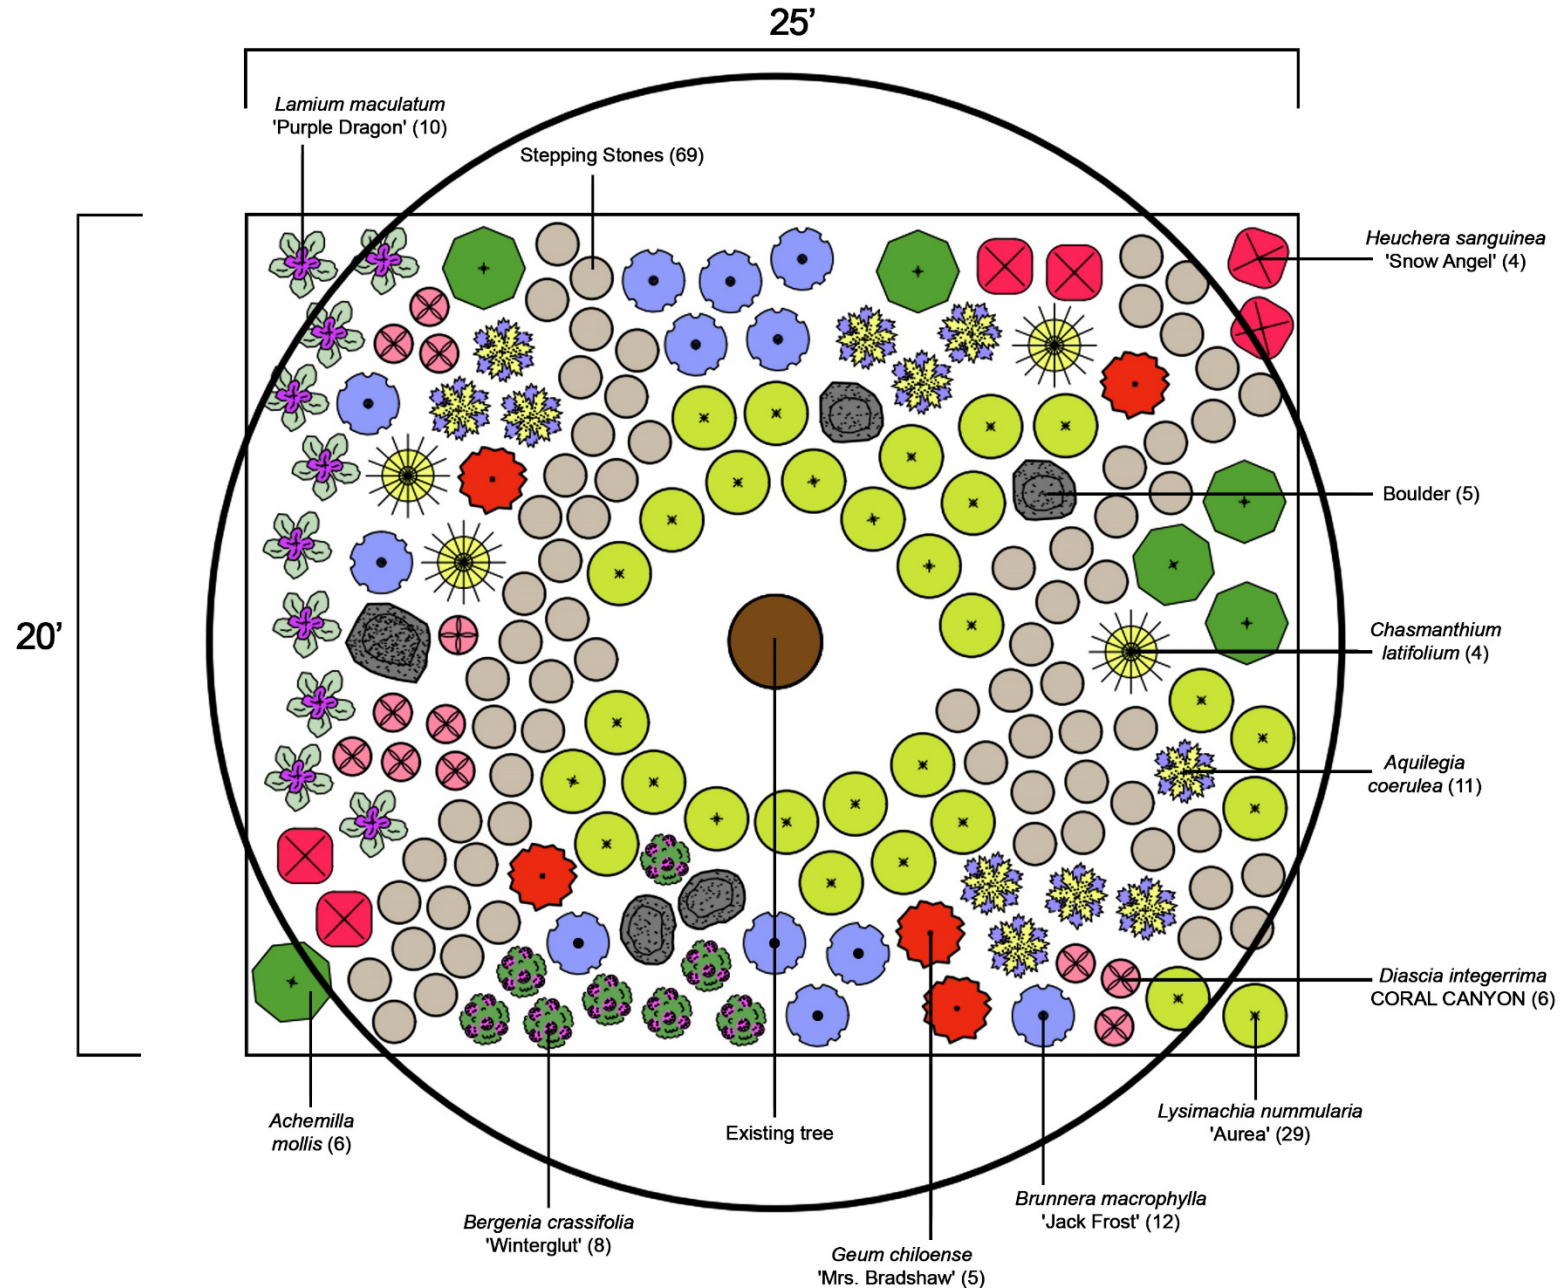 25’
Lamium maculatum
'Purple Dragon' (10)
Stepping Stones (69)
Heuchera sanguinea
'Snow Angel' (4)
Boulder (5)
20’
Chasmanthium
latifolium (4)
Aquilegia
coerulea (11)
Diascia integerrima
CORAL CANYON (6)
Achemilla
mollis (6)
Existing tree
Lysimachia nummularia
'Aurea' (29)
Bergenia crassifolia
'Winterglut' (8)
Brunnera macrophylla
'Jack Frost' (12)
Geum chiloense
'Mrs. Bradshaw' (5)